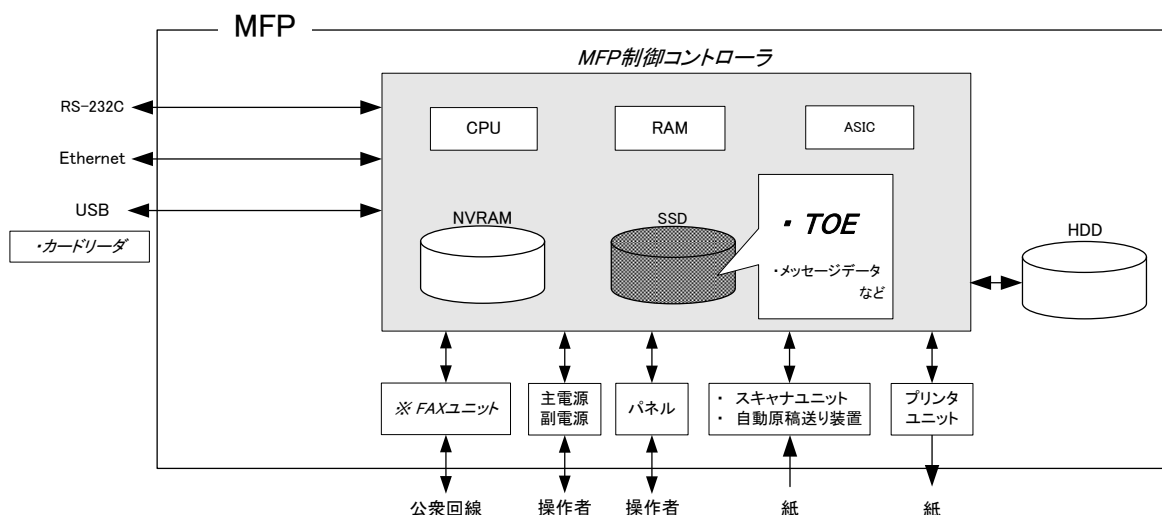 MFP
MFP制御コントローラ
RS-232C
Ethernet
USB
・カードリーダ
CPU
RAM
ASIC
NVRAM
SSD
・ TOE
・メッセージデータ
など
HDD
※ FAXユニット
主電源
副電源
パネル
・ スキャナユニット
・ 自動原稿送り装置
プリンタ
ユニット
公衆回線
操作者
操作者
紙
紙